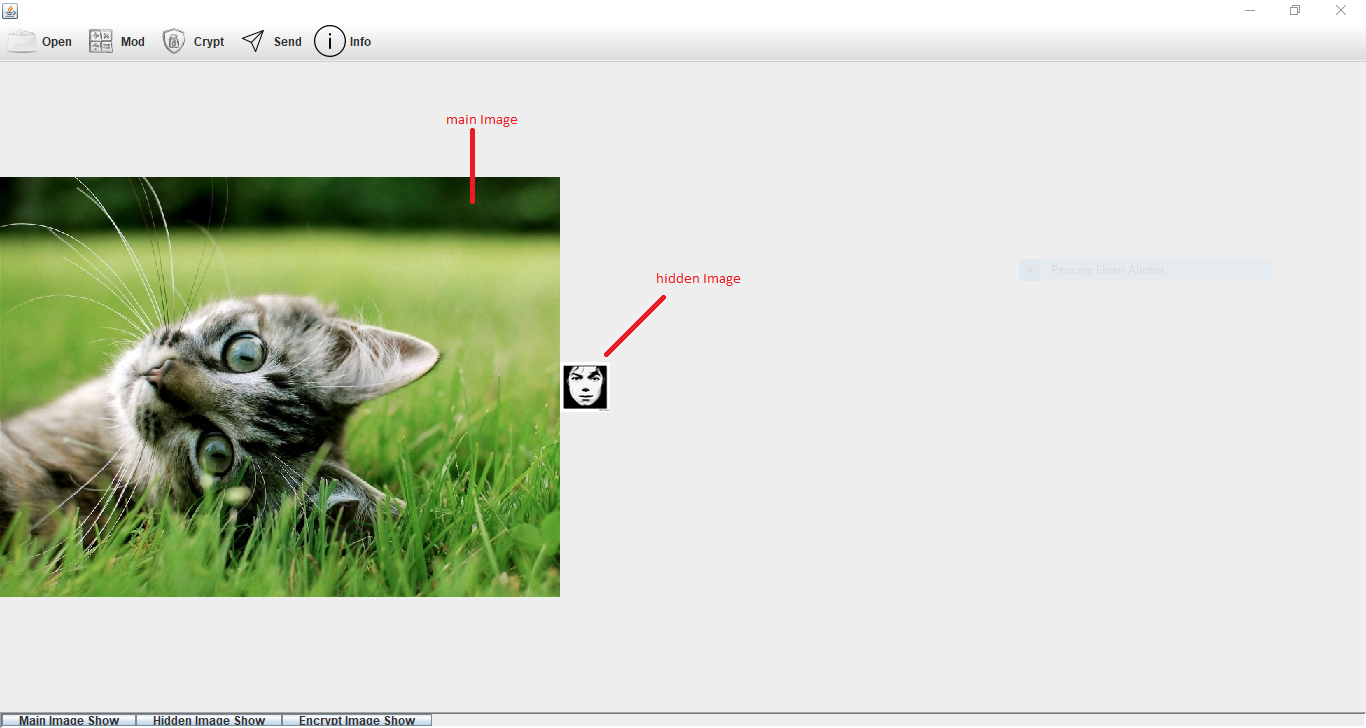 Open Mod Crypt Send Info
main Image
hidden Image
Pencere Ekran Alıntısı
Main Image Show Hidden Image Show Encrypt Image Show